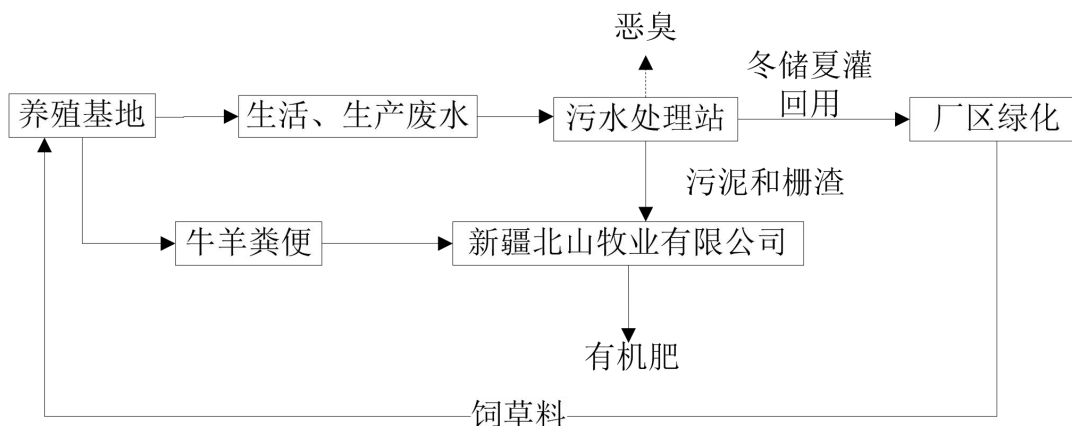 恶臭
冬储夏灌
回用
养殖基地
生活、生产废水
污水处理站
厂区绿化
污泥和栅渣
牛羊粪便
新疆北山牧业有限公司
有机肥
饲草料